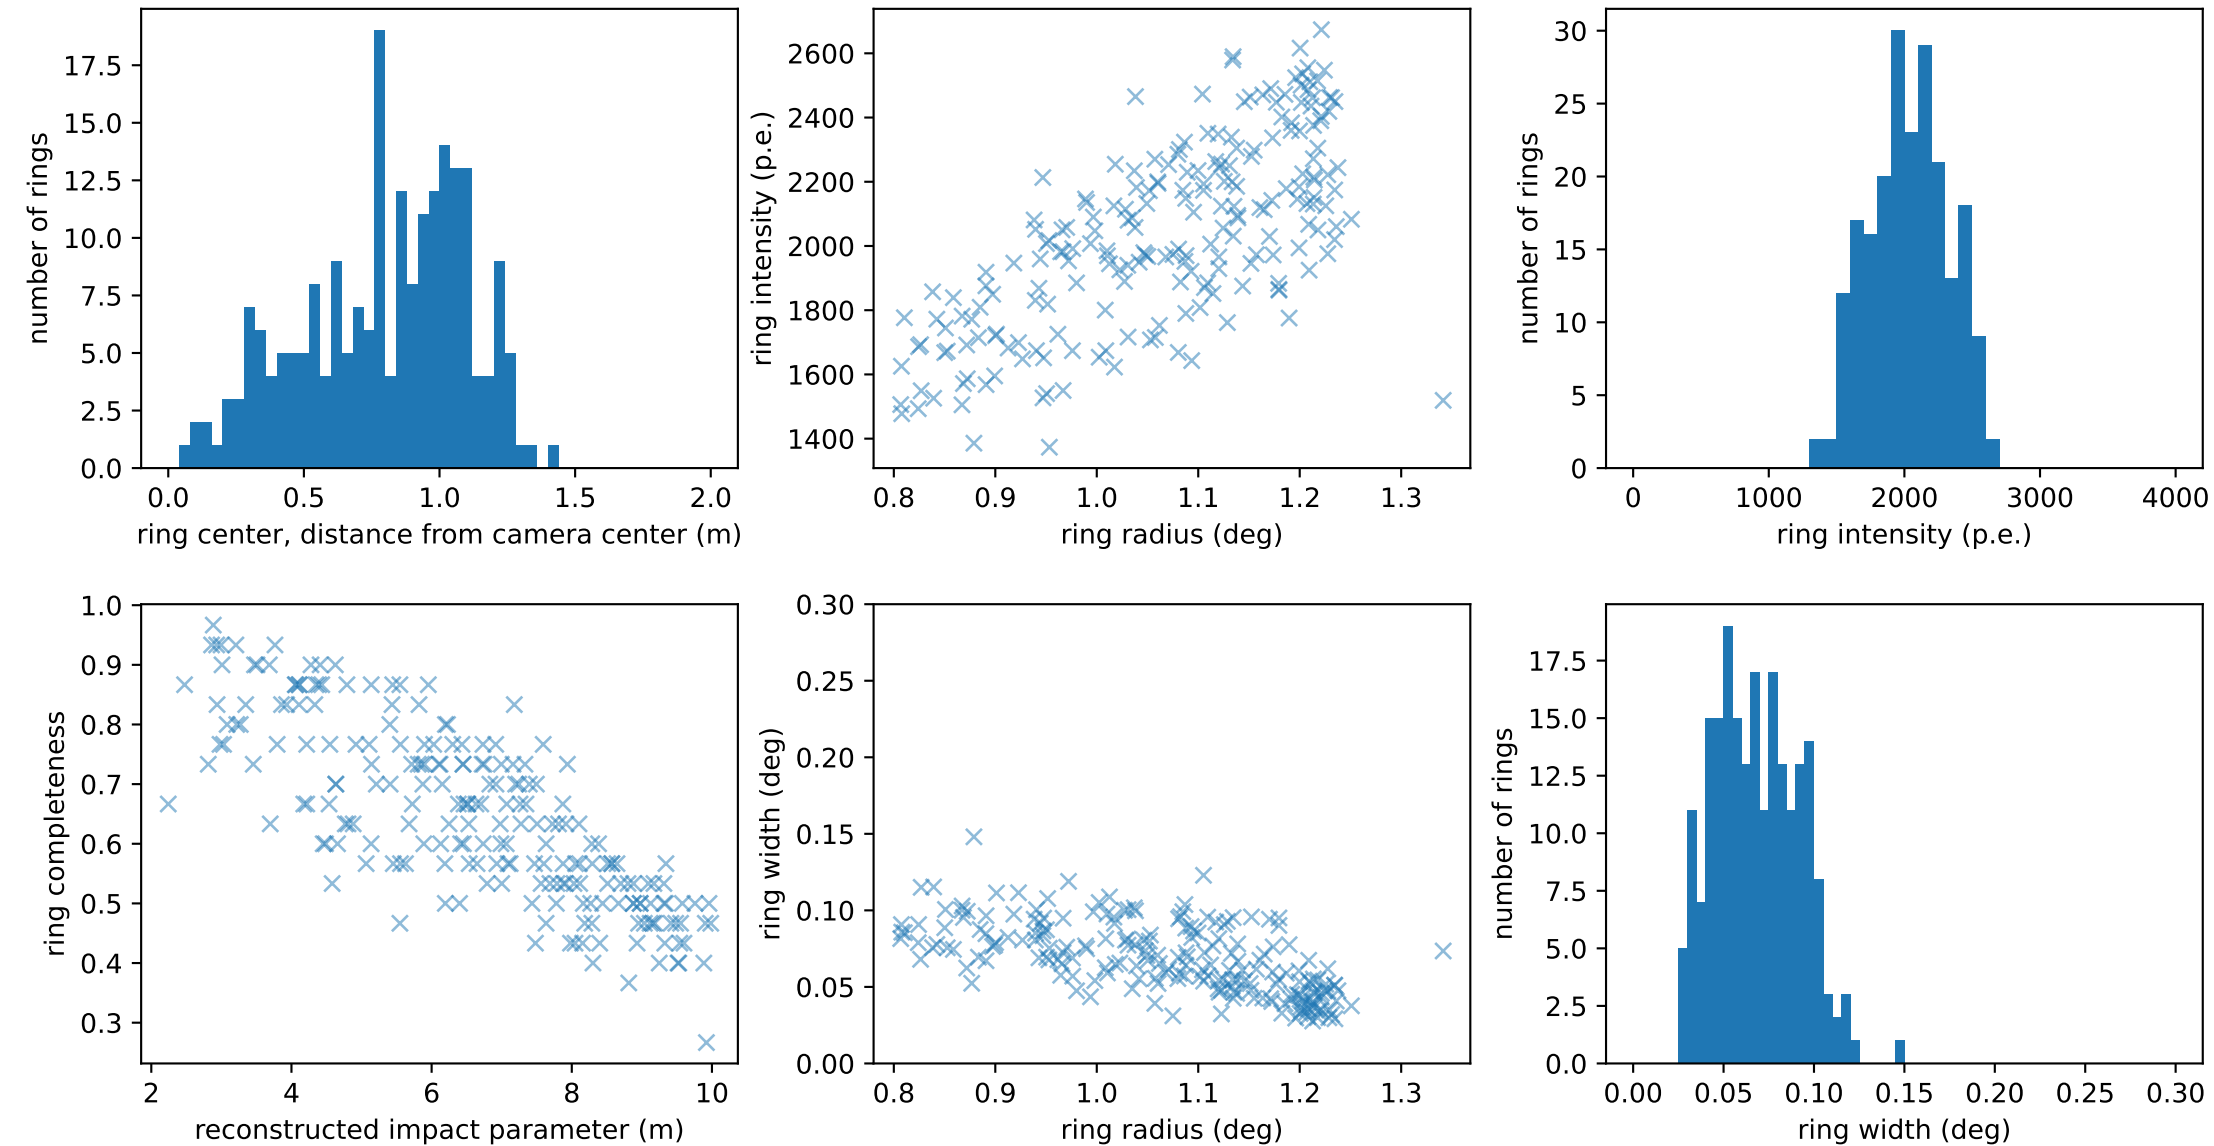 number of rings
17.5
15.0
12.5
10.0
7.5
5.0
2.5
0.0
0.0 0.5 1.0 1.5 2.0
ring center, distance from camera center (m)
ring intensity (p.e.)
2600
2400
2200
2000
1800
1600
1400
0.8 0.9 1.0 1.1 1.2 1.3
ring radius (deg)
number of rings
30
25
20
15
10
5
0
0 1000 2000 3000 4000
ring intensity (p.e.)
ring completeness
1.0
0.9
0.8
0.7
0.6
0.5
0.4
0.3
2 4 6 8 10
reconstructed impact parameter (m)
ring width (deg)
0.30
0.25
0.20
0.15
0.10
0.05
0.00
0.8 0.9 1.0 1.1 1.2 1.3
ring radius (deg)
number of rings
17.5
15.0
12.5
10.0
7.5
5.0
2.5
0.0
0.00 0.05 0.10 0.15 0.20 0.25 0.30
ring width (deg)